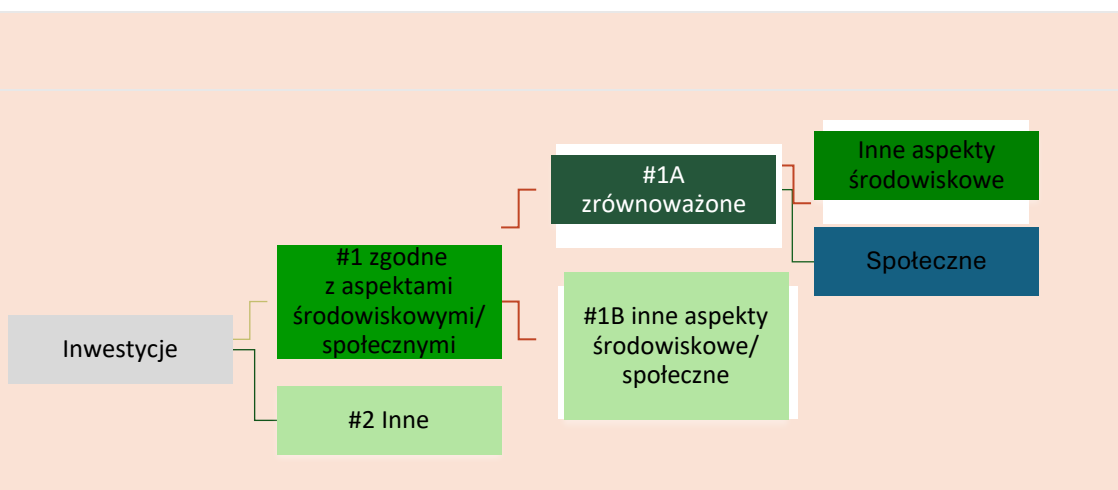 Inwestycje
#1 zgodne
z aspektami
środowiskowymi/
społecznymi
#2 Inne
#1A
zrównoważone
#1B inne aspekty
środowiskowe/
społeczne
Inne aspekty
środowiskowe
Społeczne